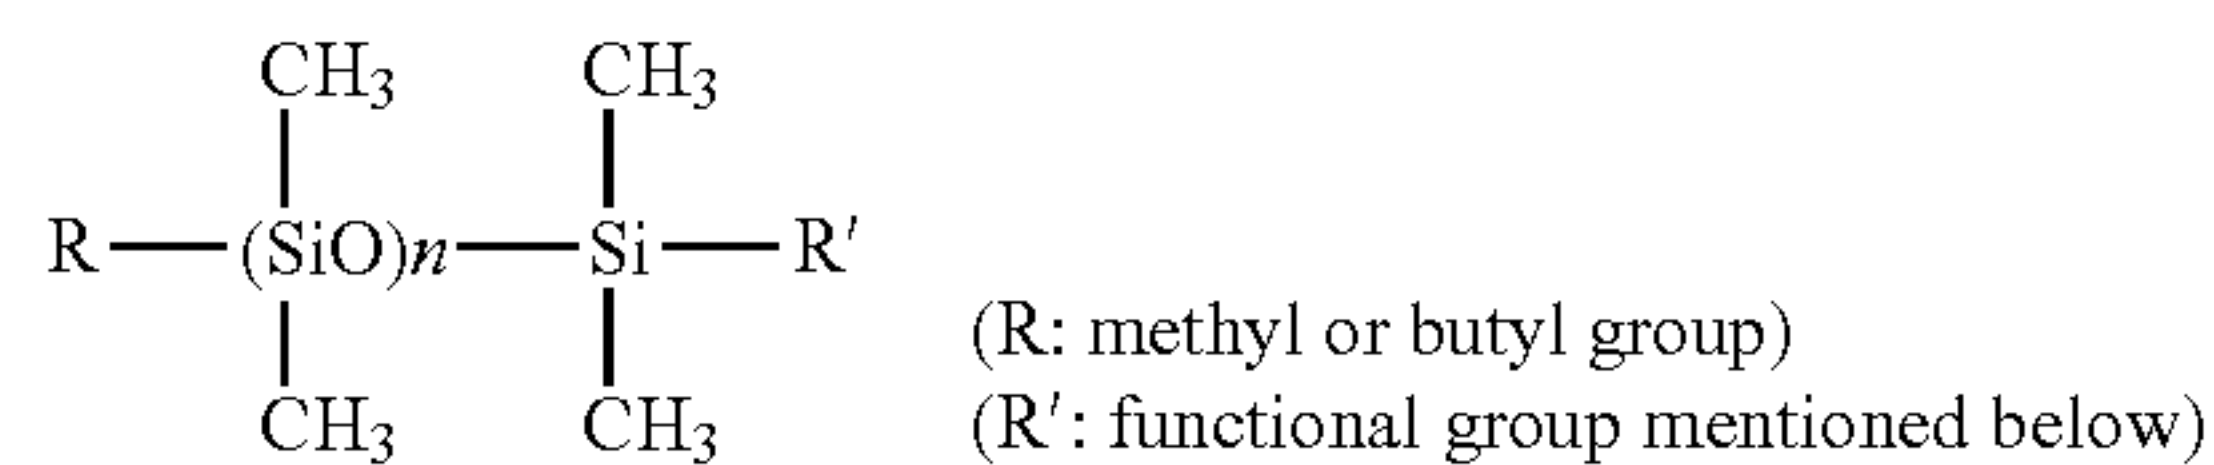 CH3 CH3
R—(SiO)n—Si—R′
CH3 CH3
(R: methyl or butyl group)
(R′: functional group mentioned below)